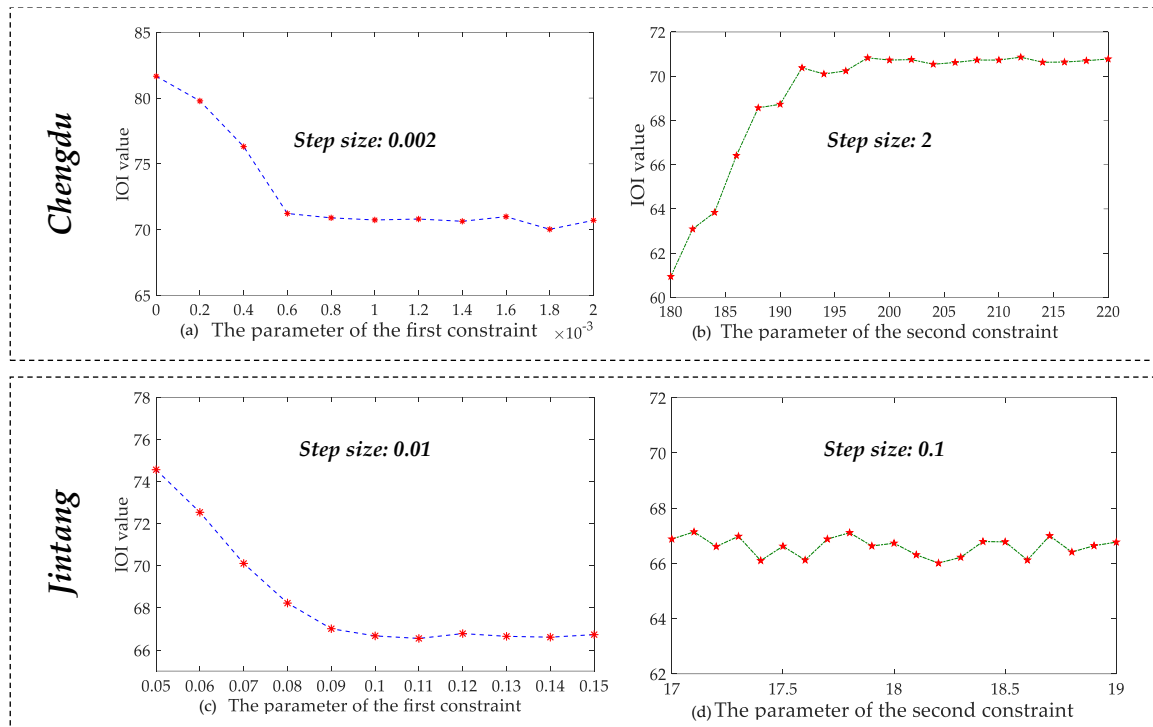 Chengdu
85
80
75
70
65
IOI value
Step size: 0.002
0 0.2 0.4 0.6 0.8 1 1.2 1.4 1.6 1.8 2
(a) The parameter of the first constraint ×10⁻³
72
70
68
66
64
62
60
IOI value
Step size: 2
180 185 190 195 200 205 210 215 220
(b) The parameter of the second constraint
Jintang
78
76
74
72
70
68
66
IOI value
Step size: 0.01
0.05 0.06 0.07 0.08 0.09 0.1 0.11 0.12 0.13 0.14 0.15
(c) The parameter of the first constraint
72
70
68
66
64
62
Step size: 0.1
17 17.5 18 18.5 19
(d) The parameter of the second constraint